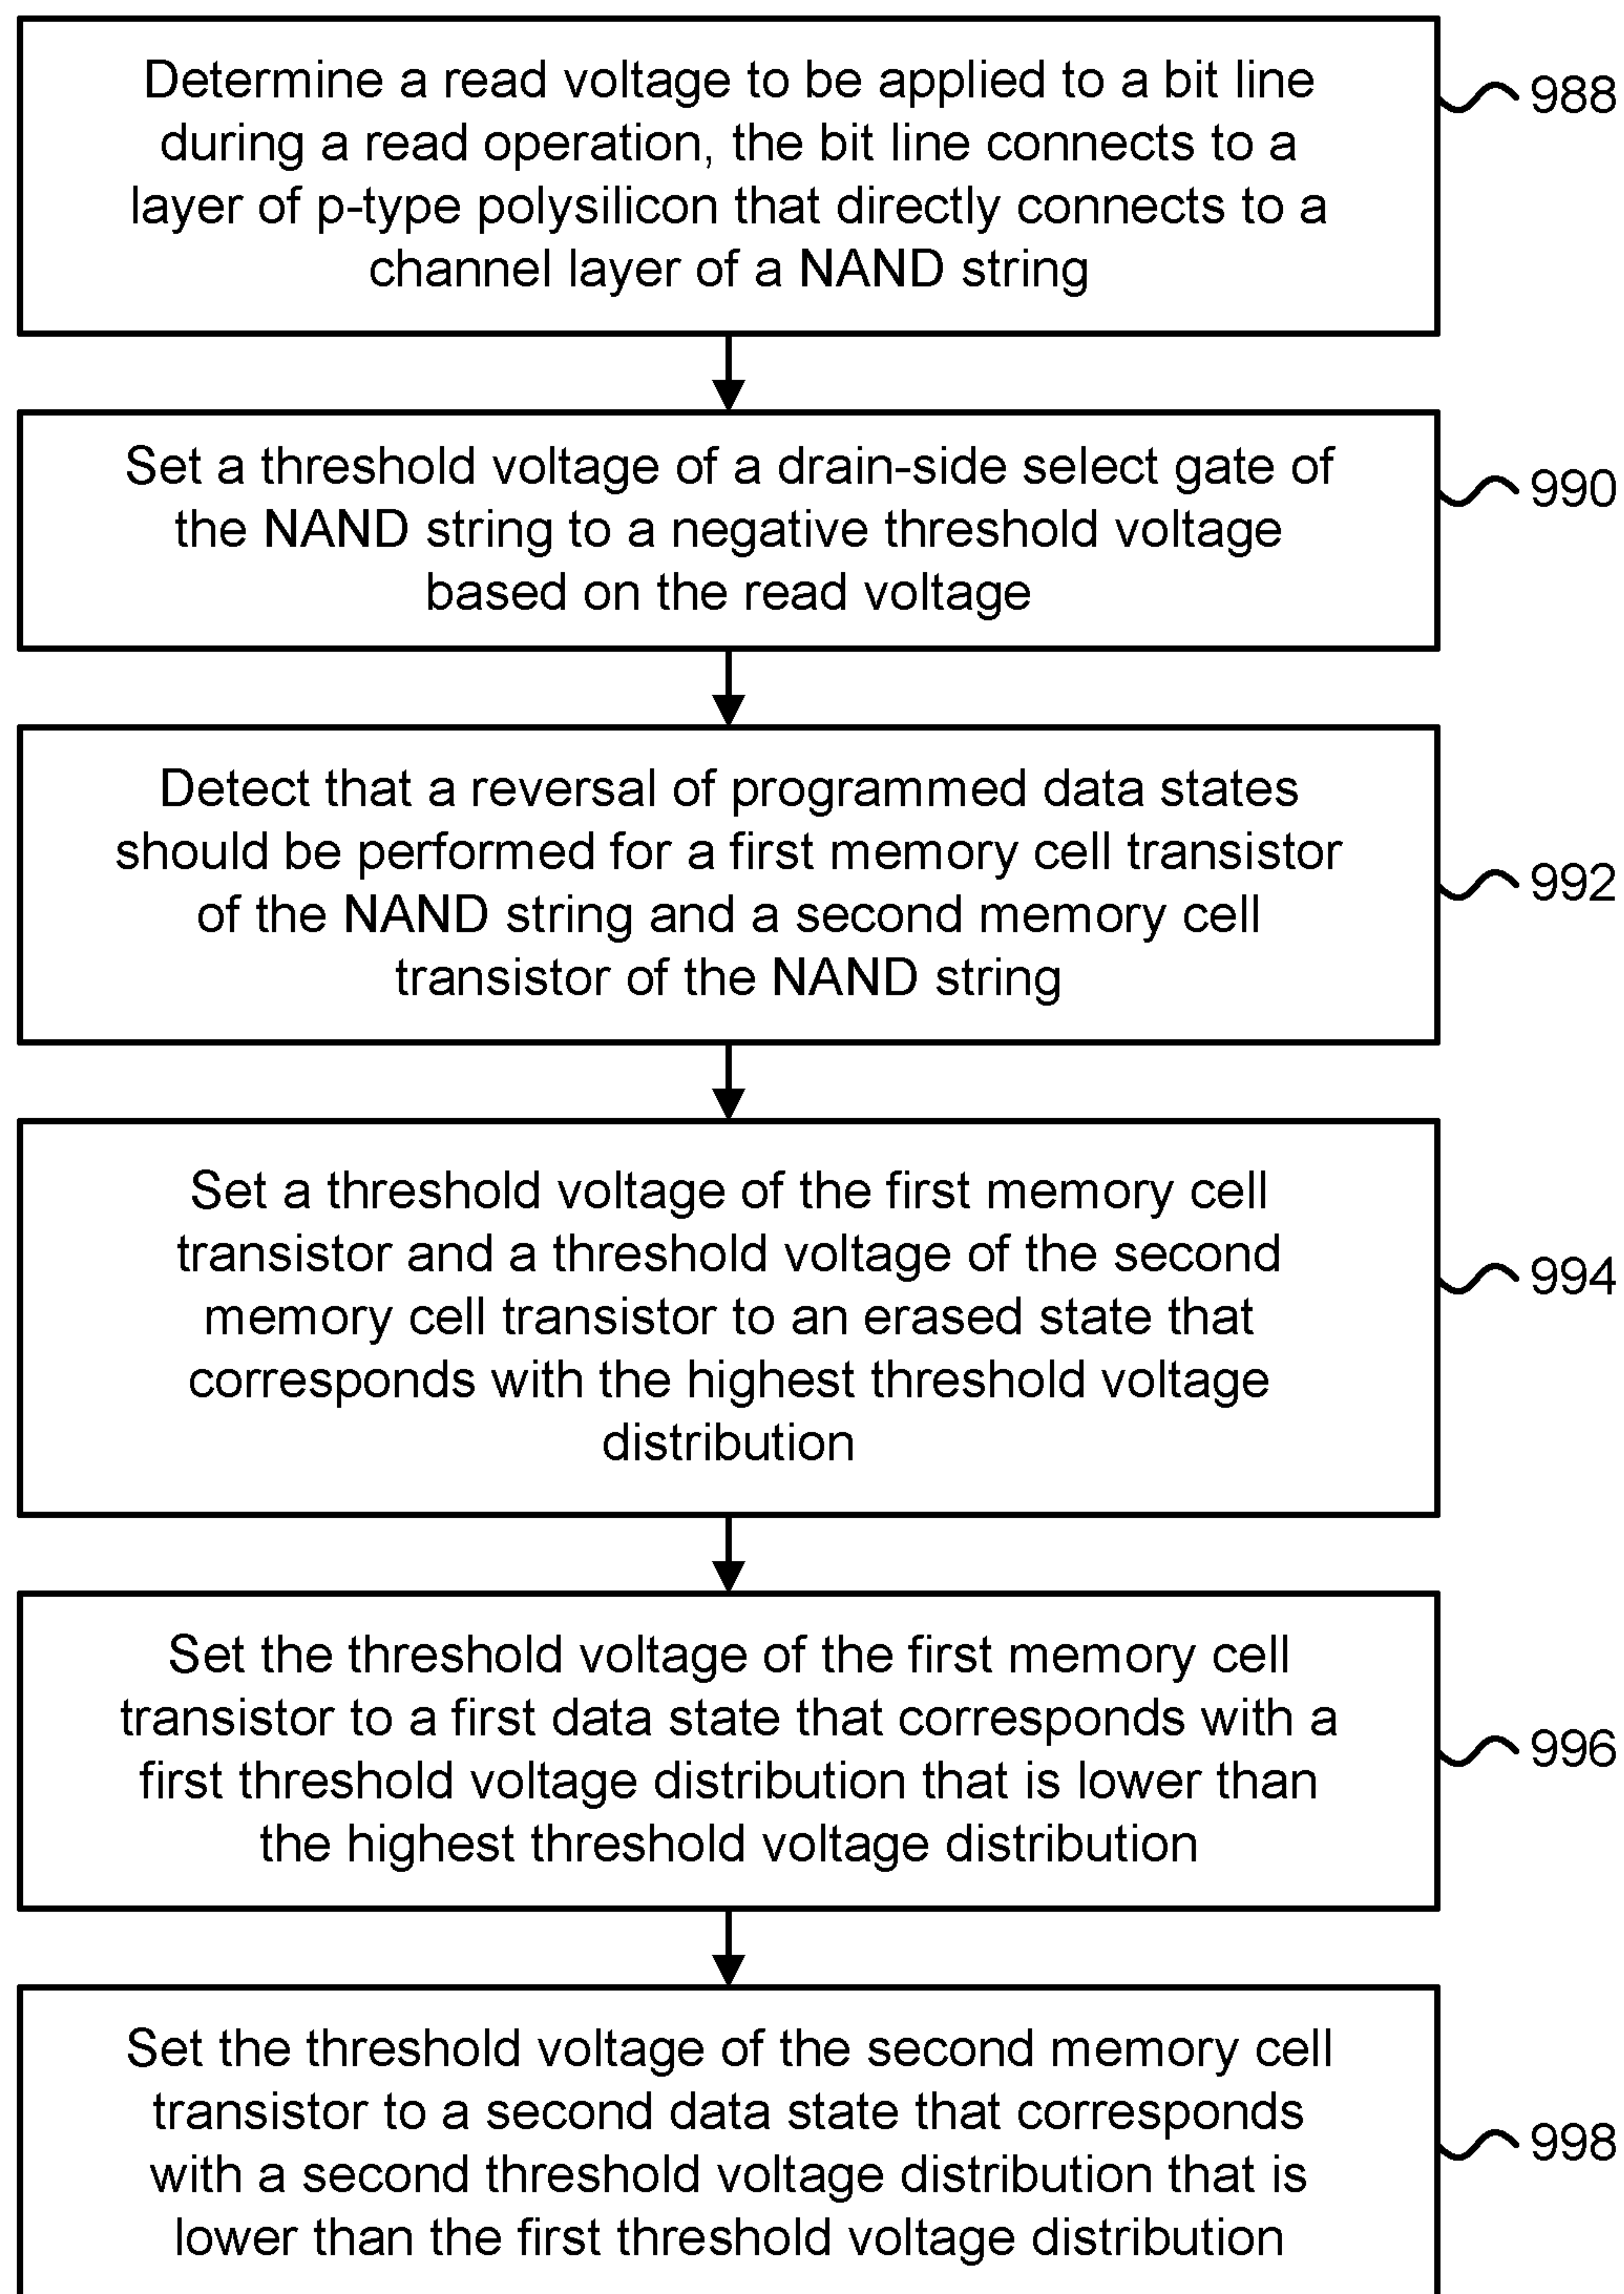 Determine a read voltage to be applied to a bit line
during a read operation, the bit line connects to a
layer of p-type polysilicon that directly connects to a
channel layer of a NAND string
988
Set a threshold voltage of a drain-side select gate of
the NAND string to a negative threshold voltage
based on the read voltage
990
Detect that a reversal of programmed data states
should be performed for a first memory cell transistor
of the NAND string and a second memory cell
transistor of the NAND string
992
Set a threshold voltage of the first memory cell
transistor and a threshold voltage of the second
memory cell transistor to an erased state that
corresponds with the highest threshold voltage
distribution
994
Set the threshold voltage of the first memory cell
transistor to a first data state that corresponds with a
first threshold voltage distribution that is lower than
the highest threshold voltage distribution
996
Set the threshold voltage of the second memory cell
transistor to a second data state that corresponds
with a second threshold voltage distribution that is
lower than the first threshold voltage distribution
998